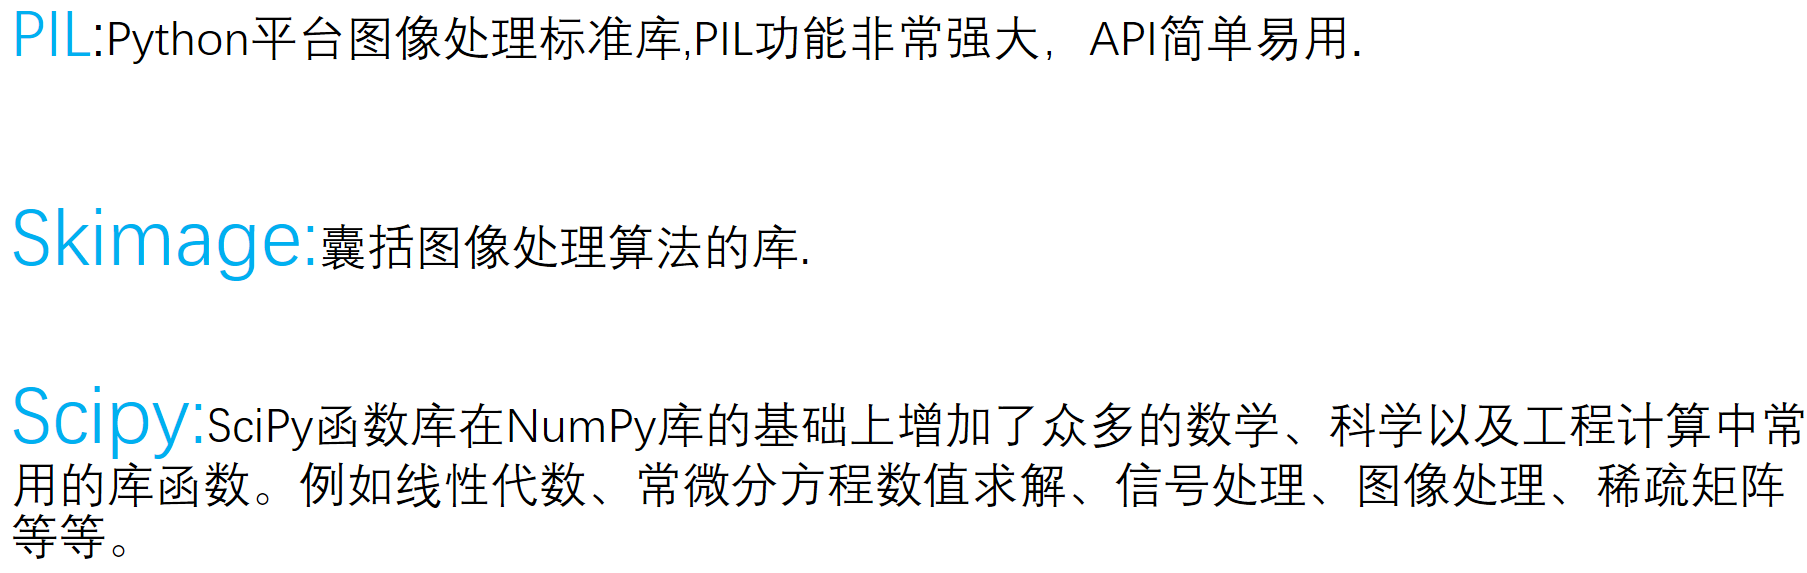 PIL:Python平台图像处理标准库,PIL功能非常强大，API简单易用.
Skimage:囊括图像处理算法的库.
Scipy:SciPy函数库在NumPy库的基础上增加了众多的数学、科学以及工程计算中常
用的库函数。例如线性代数、常微分方程数值求解、信号处理、图像处理、稀疏矩阵
等等。